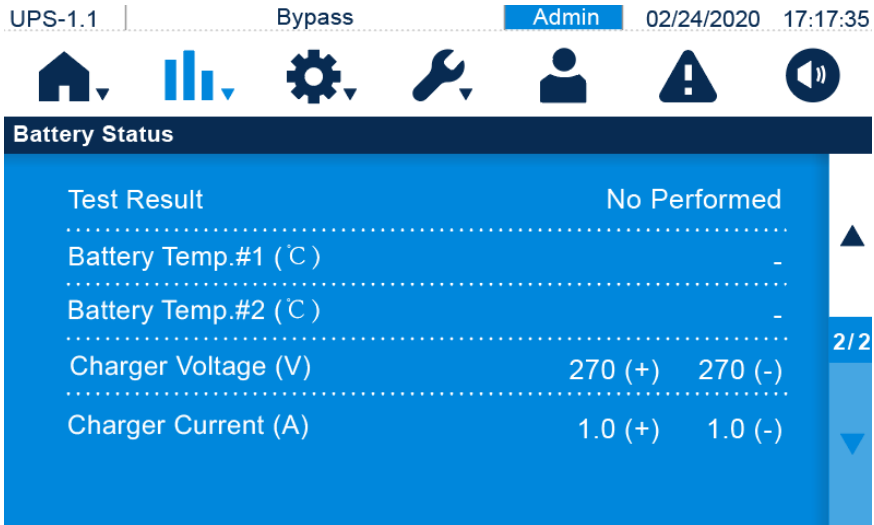 UPS-1.1 Bypass Admin 02/24/2020 17:17:35
Battery Status
Test Result No Performed
Battery Temp.#1 (℃) -
Battery Temp.#2 (℃) -
Charger Voltage (V) 270 (+) 270 (-)
2/2
Charger Current (A) 1.0 (+) 1.0 (-)